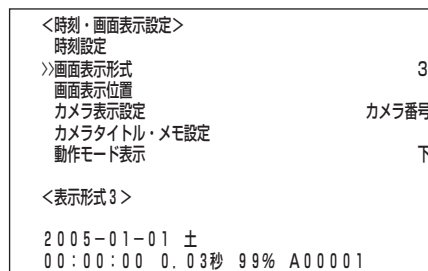 <時刻・画面表示設定>
時刻設定
>>画面表示形式 3
画面表示位置
カメラ表示設定 カメラ番号
カメラタイトル・メモ設定
動作モード表示 下
<表示形式3>
2005-01-01 土
00:00:00 0.03秒 99% A00001